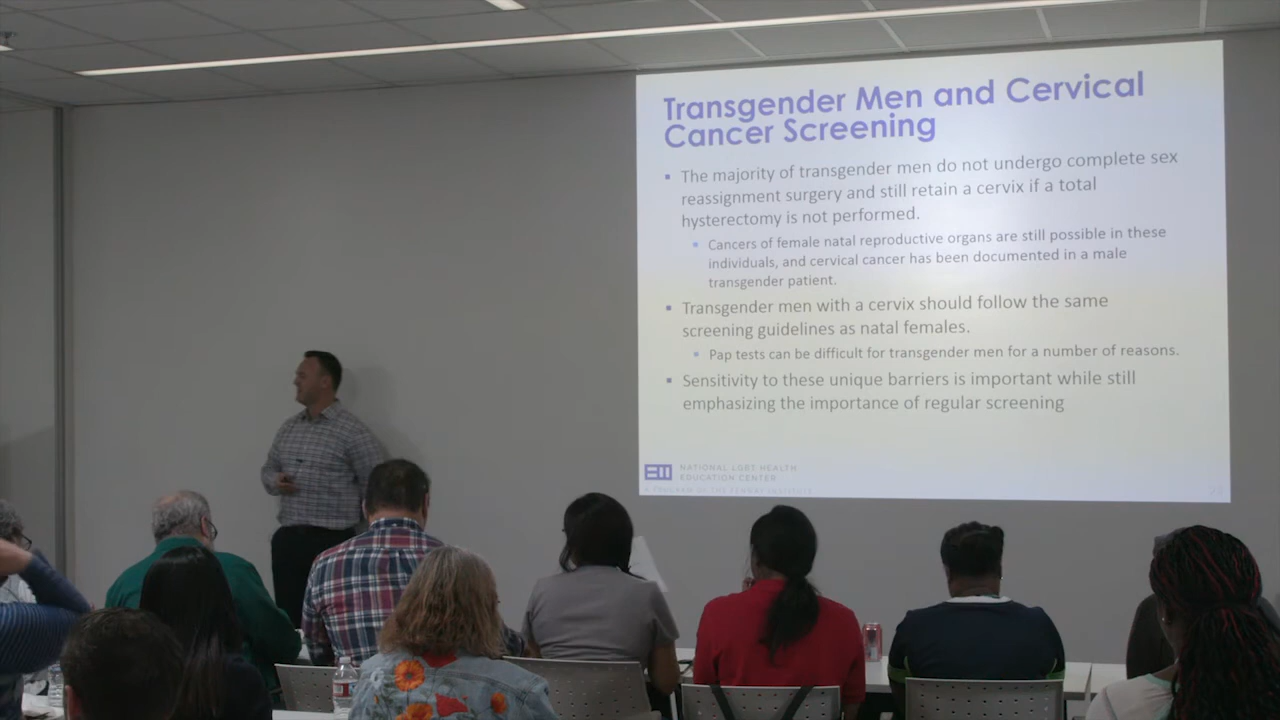 Transgender Men and Cervical
Cancer Screening
The majority of transgender men do not undergo complete sex
reassignment surgery and still retain a cervix if a total
hysterectomy is not performed.
Cancers of female natal reproductive organs are still possible in these
individuals, and cervical cancer has been documented in a male
transgender patient.
Transgender men with a cervix should follow the same
screening guidelines as natal females.
Pap tests can be difficult for transgender men for a number of reasons.
Sensitivity to these unique barriers is important while still
emphasizing the importance of regular screening
NATIONAL LGBT HEALTH
EDUCATION CENTER
A PROGRAM OF THE FENWAY INSTITUTE